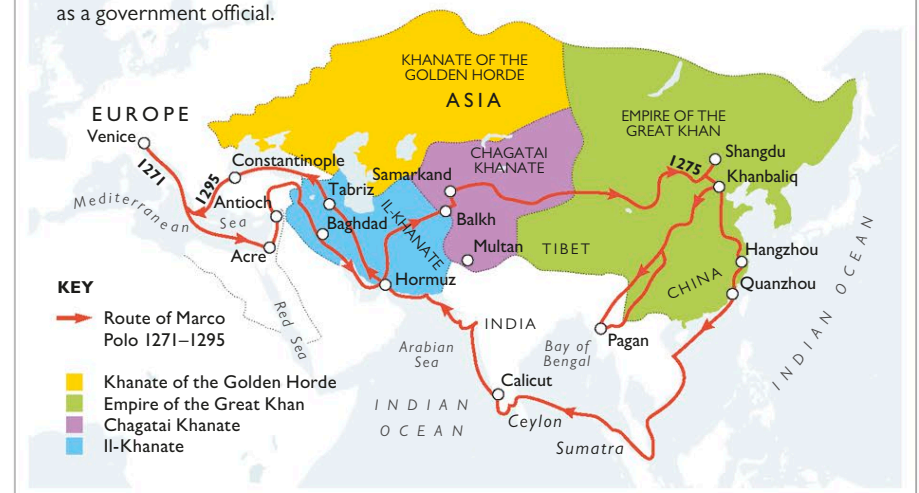 as a government official.
KHANATE OF THE
GOLDEN HORDE
ASIA
EUROPE
EMPIRE OF THE
GREAT KHAN
Venice
1271
1295
Constantinople
CHAGATAI
KHANATE
1275
Shangdu
Khanbaliq
Samarkand
Tabriz
Antioch
Mediterranean
Sea
Baghdad
IL-KHANATE
Balkh
Acre
Multan
TIBET
Hangzhou
Hormuz
CHINA
Quanzhou
INDIAN OCEAN
KEY
Route of Marco
Polo 1271–1295
Red Sea
INDIA
Arabian
Sea
Bay of
Bengal
Pagan
Khanate of the Golden Horde
Empire of the Great Khan
Chagatai Khanate
Il-Khanate
Calicut
INDIAN
OCEAN
Ceylon
Sumatra